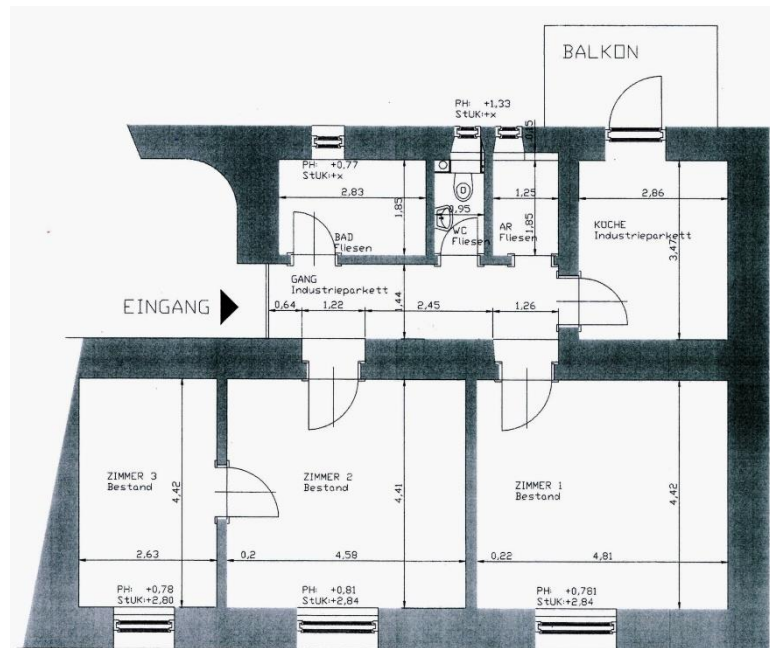 BALKON
PH: +1,33
StUK:+x
0,15
PH: +0,77
StUK:+x
2,83
1,85
BAD
Fliesen
0,95
WC
Fliesen
1,25
1,85
AR
Fliesen
2,86
KÜCHE
Industrieparkett
3,47
GANG
Industrieparkett
EINGANG
0,64
1,22
1,44
2,45
1,26
ZIMMER 3
Bestand
4,42
2,63
ZIMMER 2
Bestand
4,41
0,2
4,59
ZIMMER 1
Bestand
4,42
0,22
4,81
PH: +0,78
StUK:+2,80
PH: +0,81
StUK:+2,84
PH: +0,781
StUK:+2,84